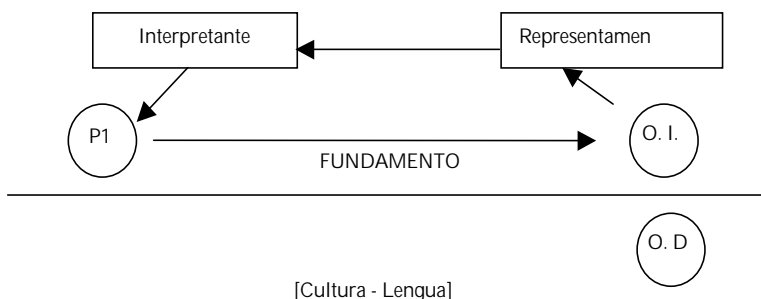 Interpretante
Representamen
P1
O. I.
FUNDAMENTO
O. D
[Cultura - Lengua]